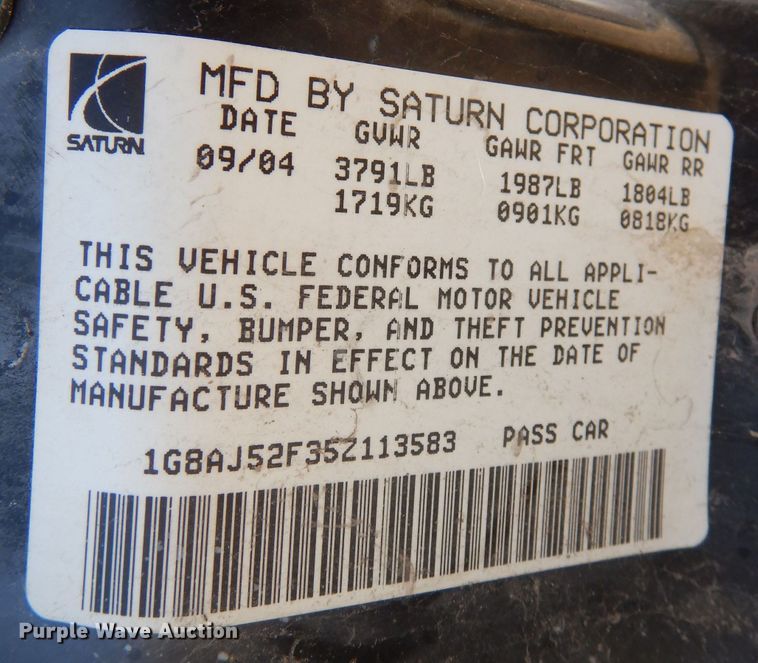 SATURN
MFD BY SATURN CORPORATION
DATE GVWR GAWR FRT GAWR RR
09/04 3791LB 1987LB 1804LB
1719KG 0901KG 0818KG
THIS VEHICLE CONFORMS TO ALL APPLI-
CABLE U.S. FEDERAL MOTOR VEHICLE
SAFETY, BUMPER, AND THEFT PREVENTION
STANDARDS IN EFFECT ON THE DATE OF
MANUFACTURE SHOWN ABOVE.
1G8AJ52F35Z113583 PASS CAR
Purple Wave Auction